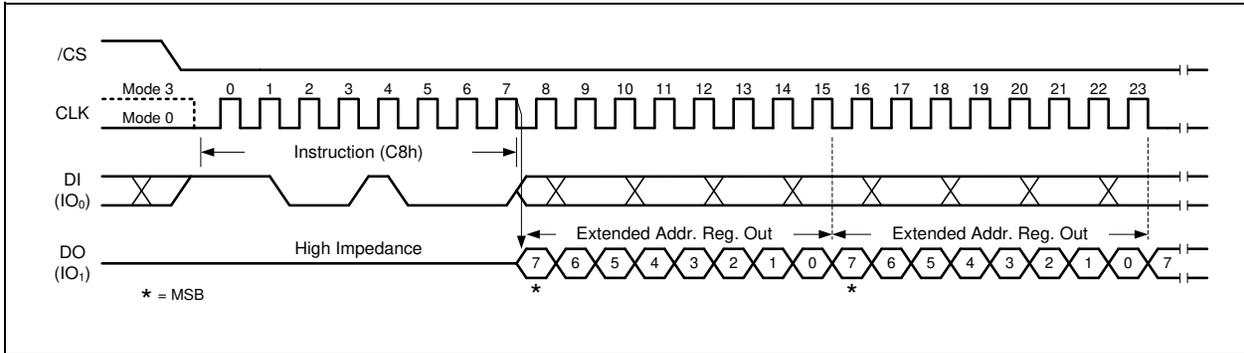 /CS
Mode 3 0 1 2 3 4 5 6 7 8 9 10 11 12 13 14 15 16 17 18 19 20 21 22 23
CLK
Mode 0
Instruction (C8h)
DI
(IO₀)
Extended Addr. Reg. Out Extended Addr. Reg. Out
High Impedance
DO
(IO₁)
7 6 5 4 3 2 1 0 7 6 5 4 3 2 1 0 7
* *
* = MSB